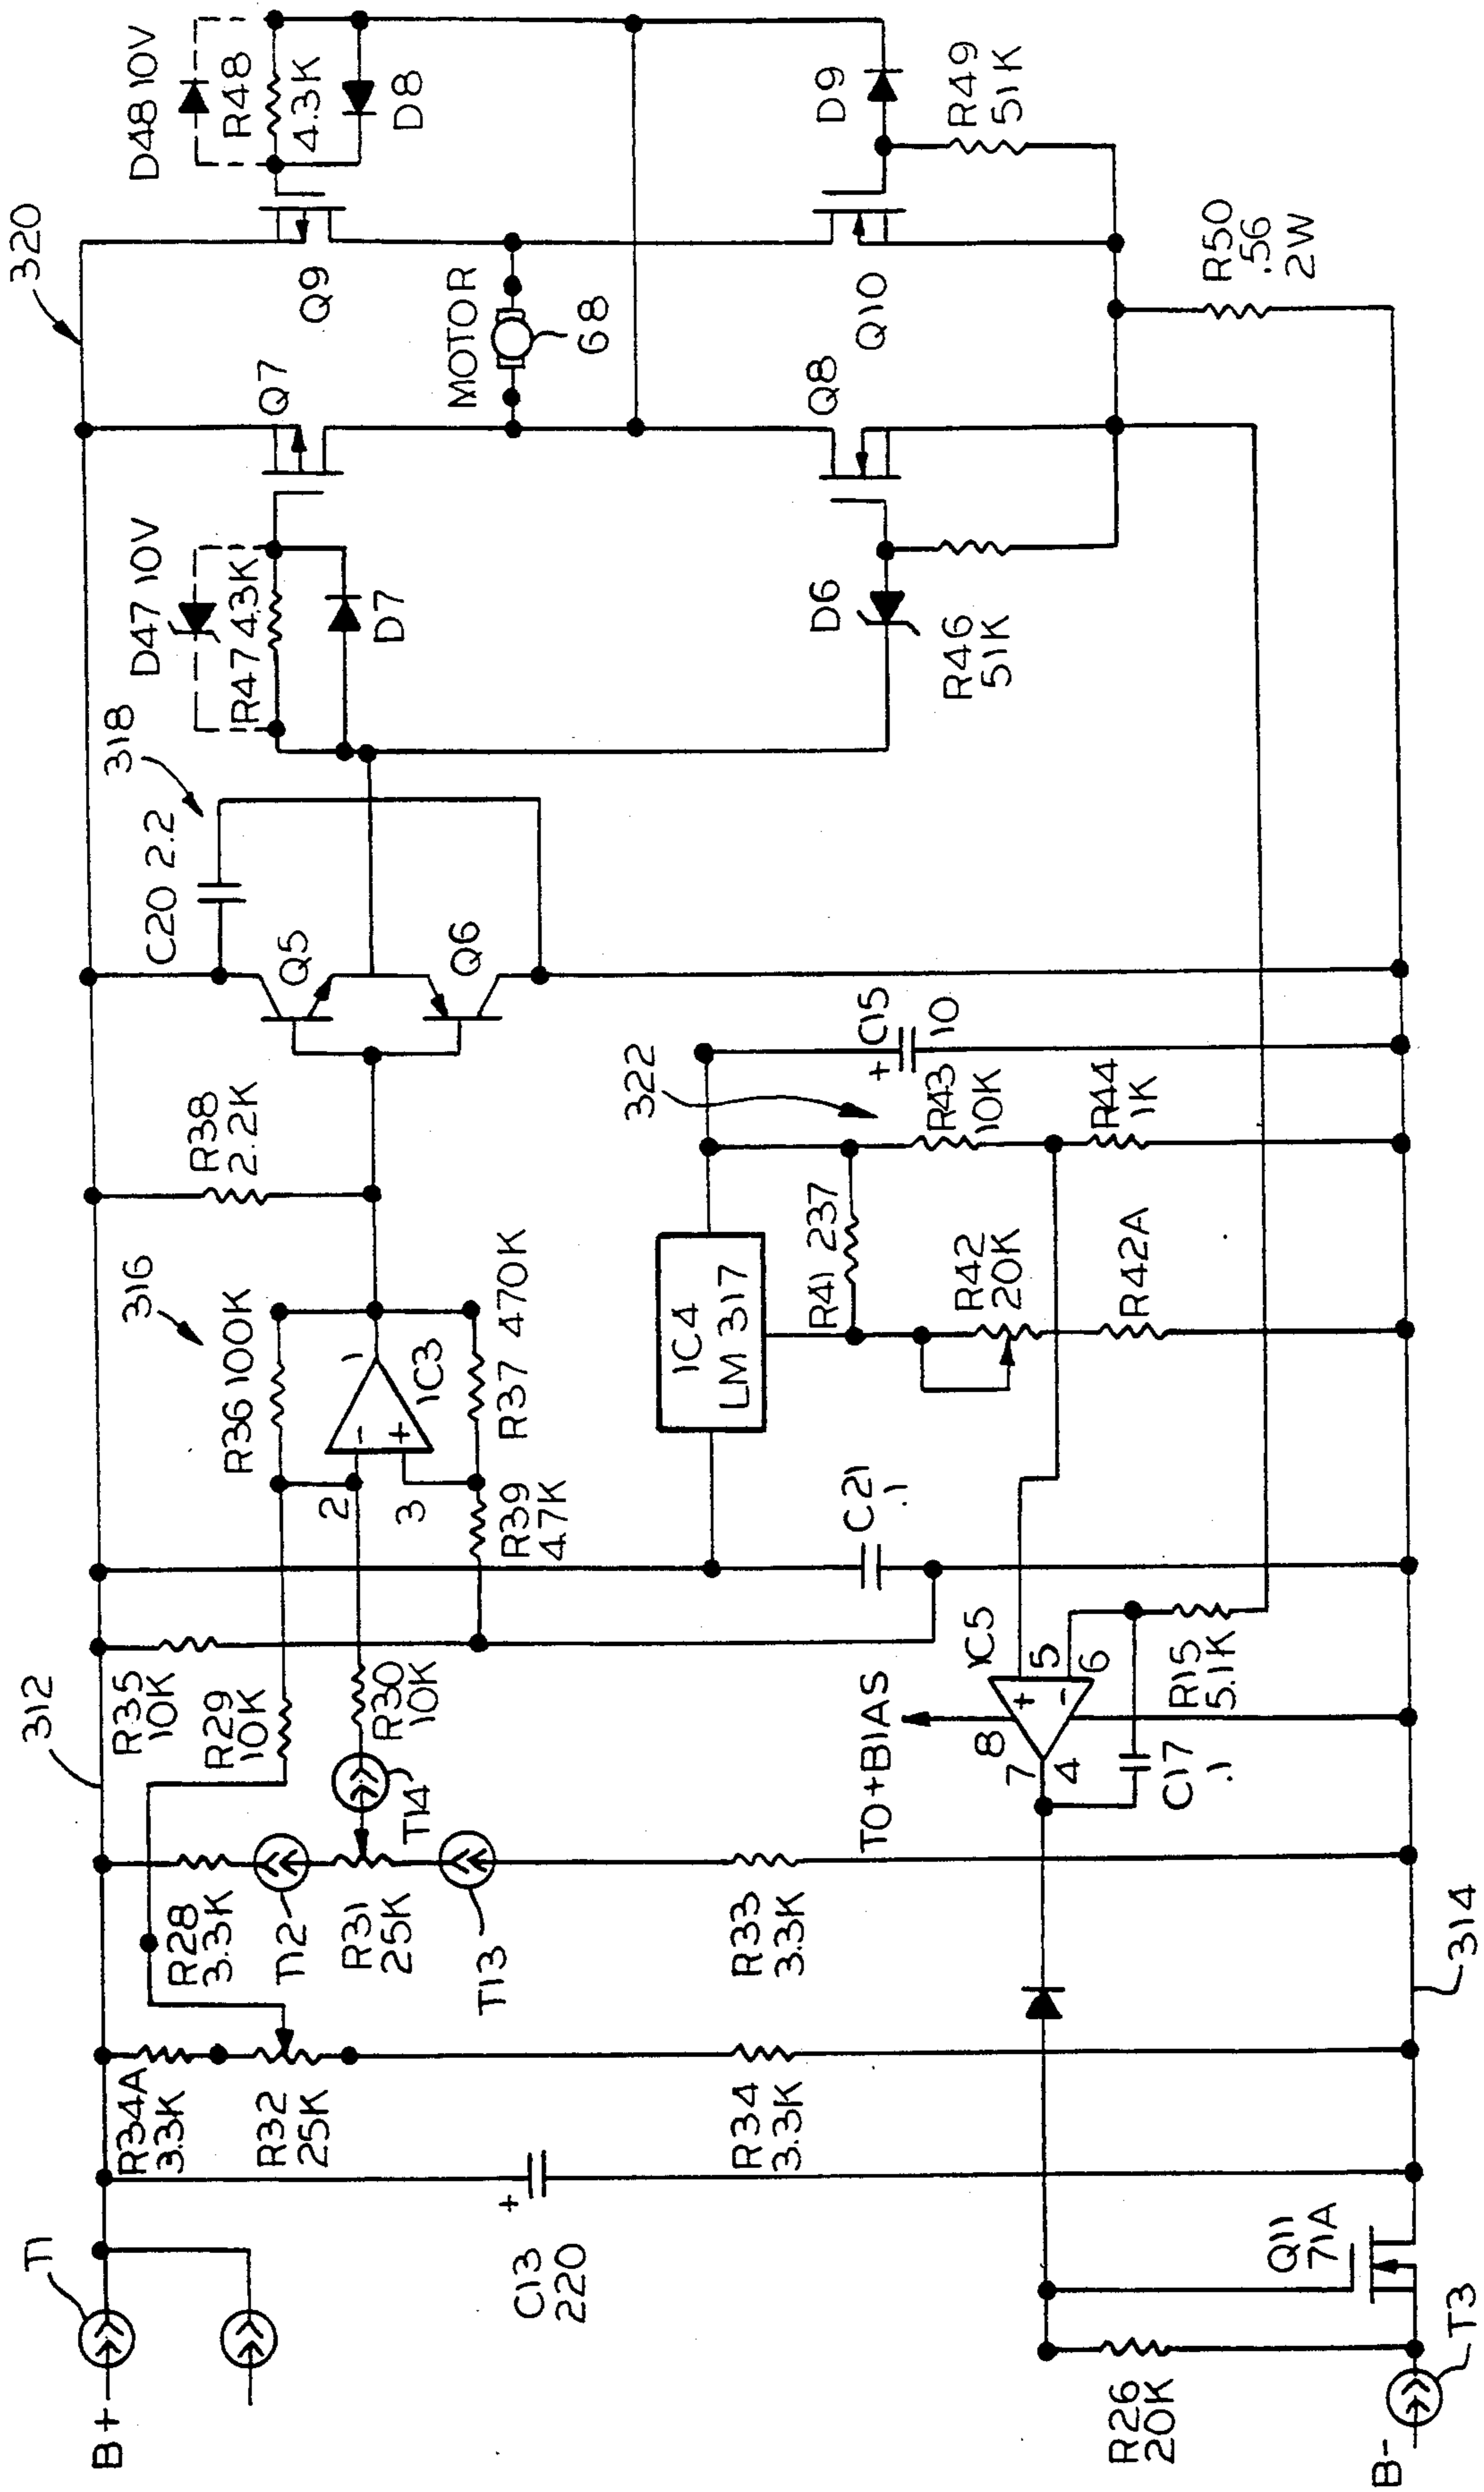 B+
T1
C13
220
R34A
3.3K
R32
25K
R34
3.3K
R28
3.3K
T12
R31
25K
T13
R33
3.3K
T14
R30
10K
312
R35
10K
R29
10K
R36 100K
316
2
3
-
+
1
IC3
R37 470K
R39
4.7K
R38
2.2K
C20 2.2
318
Q5
Q6
D47 10V
R47 4.3K
D7
Q7
320
D48 10V
R48
4.3K
D8
Q9
MOTOR
68
D6
R46
51K
Q8
Q10
D9
R49
51K
R50
.56
2W
IC4
LM 317
C21
.1
R41 237
R42
20K
R42A
322
R43
10K
R44
1K
+
C15
10
TO +BIAS
IC5
8
7
4
+
-
5
6
R15
5.1K
C17
.1
R26
20K
Q11
71A
B-
T3
314
+